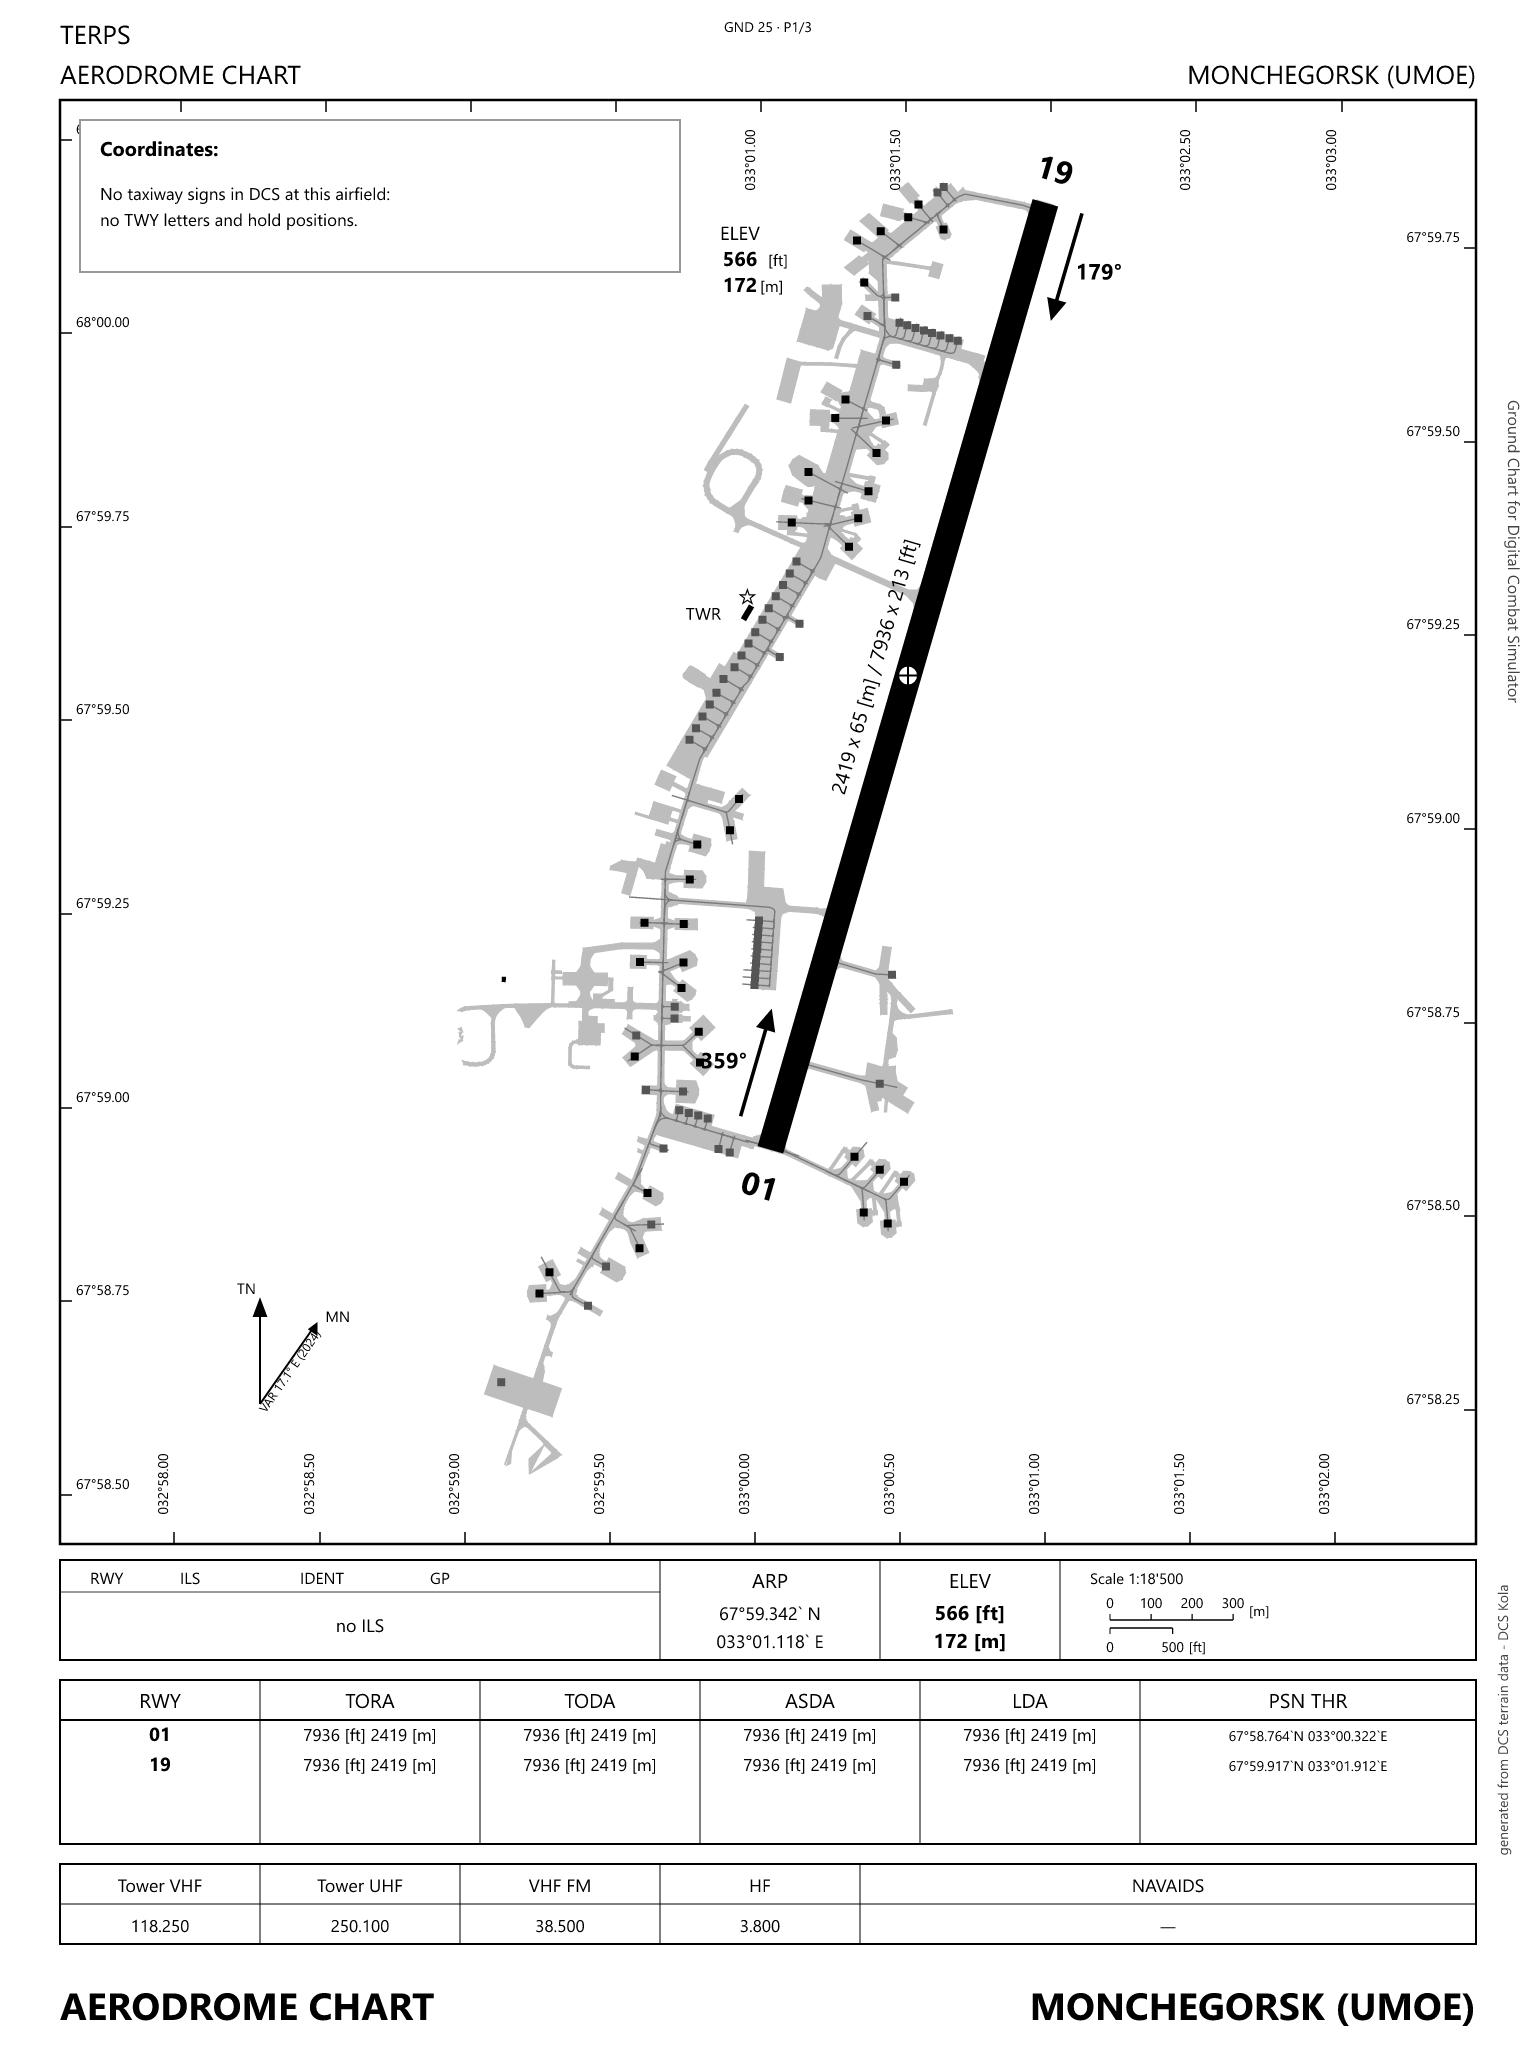 TERPS
GND 25 · P1/3
AERODROME CHART
MONCHEGORSK (UMOE)
Coordinates:
No taxiway signs in DCS at this airfield:
no TWY letters and hold positions.
033°01.00
033°01.50
033°02.50
033°03.00
19
179°
ELEV
566 [ft]
172 [m]
67°59.75
68°00.00
67°59.50
67°59.75
2419 x 65 [m] / 7936 x 213 [ft]
TWR
67°59.25
67°59.50
67°59.00
67°59.25
67°58.75
359°
67°59.00
01
67°58.50
67°58.75
TN
MN
VAR 17.1° E (2024)
67°58.25
67°58.50
032°58.00
032°58.50
032°59.00
032°59.50
033°00.00
033°00.50
033°01.00
033°01.50
033°02.00
Ground Chart for Digital Combat Simulator
RWY ILS IDENT GP
no ILS
ARP
67°59.342` N
033°01.118` E
ELEV
566 [ft]
172 [m]
Scale 1:18'500
0 100 200 300 [m]
0 500 [ft]
RWY TORA TODA ASDA LDA PSN THR
01 7936 [ft] 2419 [m] 7936 [ft] 2419 [m] 7936 [ft] 2419 [m] 7936 [ft] 2419 [m] 67°58.764`N 033°00.322`E
19 7936 [ft] 2419 [m] 7936 [ft] 2419 [m] 7936 [ft] 2419 [m] 7936 [ft] 2419 [m] 67°59.917`N 033°01.912`E
generated from DCS terrain data - DCS Kola
Tower VHF Tower UHF VHF FM HF NAVAIDS
118.250 250.100 38.500 3.800 —
AERODROME CHART
MONCHEGORSK (UMOE)